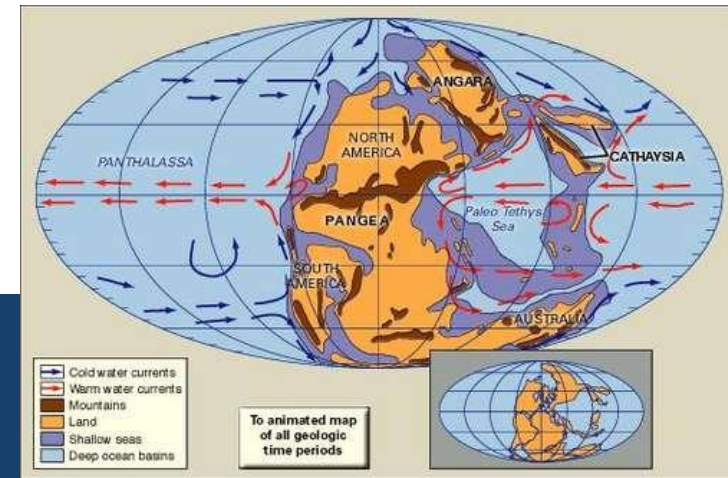 ANGARA
NORTH
AMERICA
PANTHALASSA
CATHAYSIA
PANGEA
Paleo Tethys
Sea
SOUTH
AMERICA
AUSTRALIA
Cold water currents
Warm water currents
Mountains
Land
Shallow seas
Deep ocean basins
To animated map
of all geologic
time periods